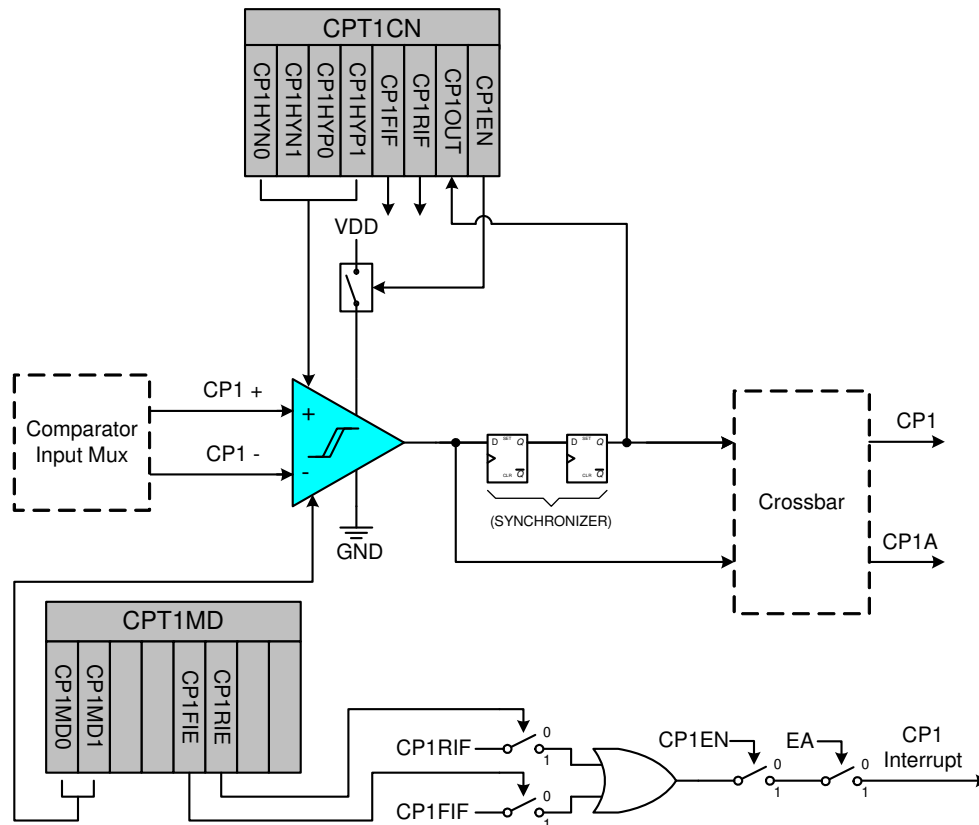 CPT1CN
CP1HYN0
CP1HYN1
CP1HYP0
CP1HYP1
CP1FIF
CP1RIF
CP1OUT
CP1EN
VDD
Comparator
Input Mux
CP1 +
CP1 -
+
-
GND
D SET Q
CLR Q
D SET Q
CLR Q
(SYNCHRONIZER)
Crossbar
CP1
CP1A
CPT1MD
CP1MD0
CP1MD1
CP1FIE
CP1RIE
CP1RIF
0
1
CP1FIF
0
1
CP1EN
0
1
EA
0
1
CP1
Interrupt